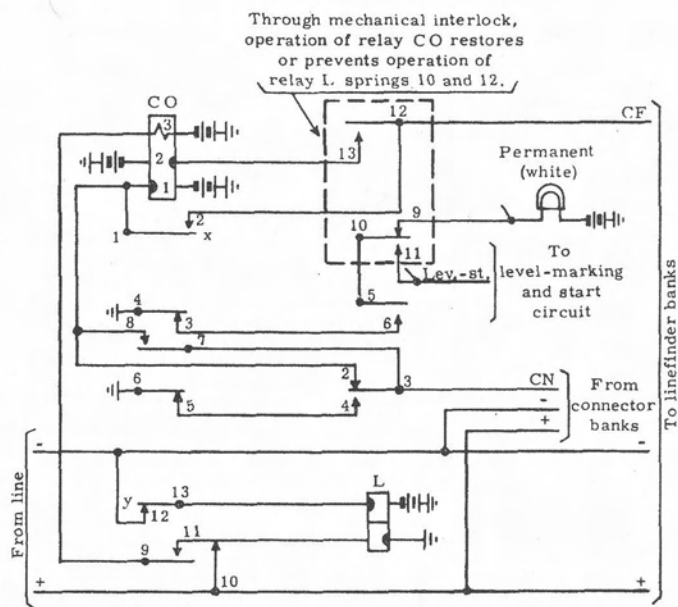 Through mechanical interlock,
operation of relay CO restores
or prevents operation of
relay L springs 10 and 12.
CO
3
2
1
12
CF
13
Permanent
(white)
1
2
x
9
10
11
Lev.-st.
To
level-marking
and start
circuit
5
4
3
6
8
7
6
5
2
3
4
CN
-
+
From
connector
banks
To linefinder banks
-
-
From line
y
12
13
L
11
9
10
+
+